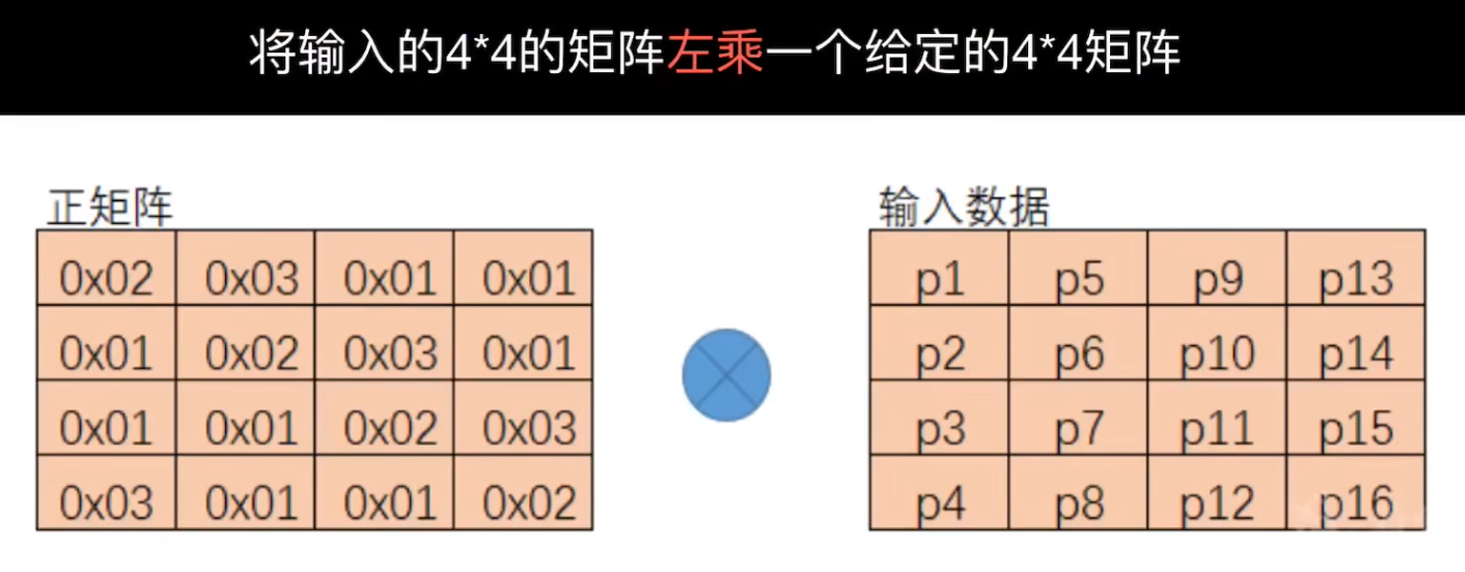 将输入的4*4的矩阵左乘一个给定的4*4矩阵
正矩阵
0x02 0x03 0x01 0x01
0x01 0x02 0x03 0x01
0x01 0x01 0x02 0x03
0x03 0x01 0x01 0x02
输入数据
p1 p5 p9 p13
p2 p6 p10 p14
p3 p7 p11 p15
p4 p8 p12 p16